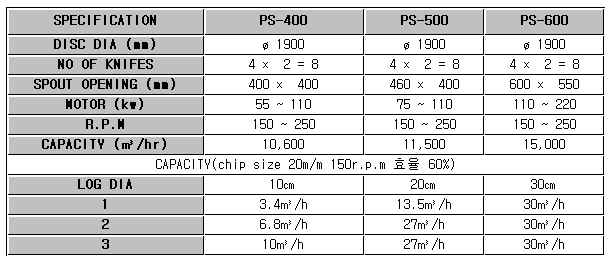 SPECIFICATION PS-400 PS-500 PS-600
DISC DIA (㎜) ø 1900 ø 1900 ø 1900
NO OF KNIFES 4 × 2 = 8 4 × 2 = 8 4 × 2 = 8
SPOUT OPENING (㎜) 400 × 400 460 × 400 600 × 550
MOTOR (㎾) 55 ~ 110 75 ~ 110 110 ~ 220
R.P.M 150 ~ 250 150 ~ 250 150 ~ 250
CAPACITY (㎥/hr) 10,600 11,500 15,000
CAPACITY(chip size 20m/m 150r.p.m 효율 60%)
LOG DIA 10㎝ 20㎝ 30㎝
1 3.4㎥/h 13.5㎥/h 30㎥/h
2 6.8㎥/h 27㎥/h 30㎥/h
3 10㎥/h 27㎥/h 30㎥/h